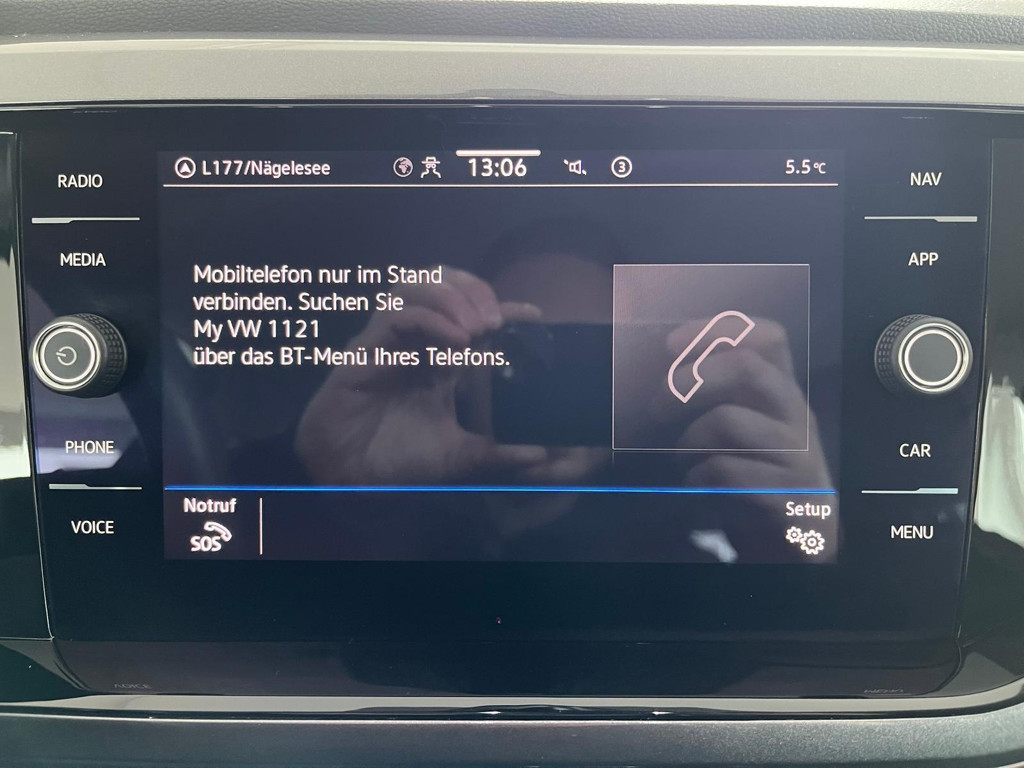 RADIO
MEDIA
PHONE
VOICE
L177/Nägelesee
13:06
3
5.5°C
Mobiltelefon nur im Stand
verbinden. Suchen Sie
My VW 1121
über das BT-Menü Ihres Telefons.
Notruf
SOS
Setup
NAV
APP
CAR
MENU